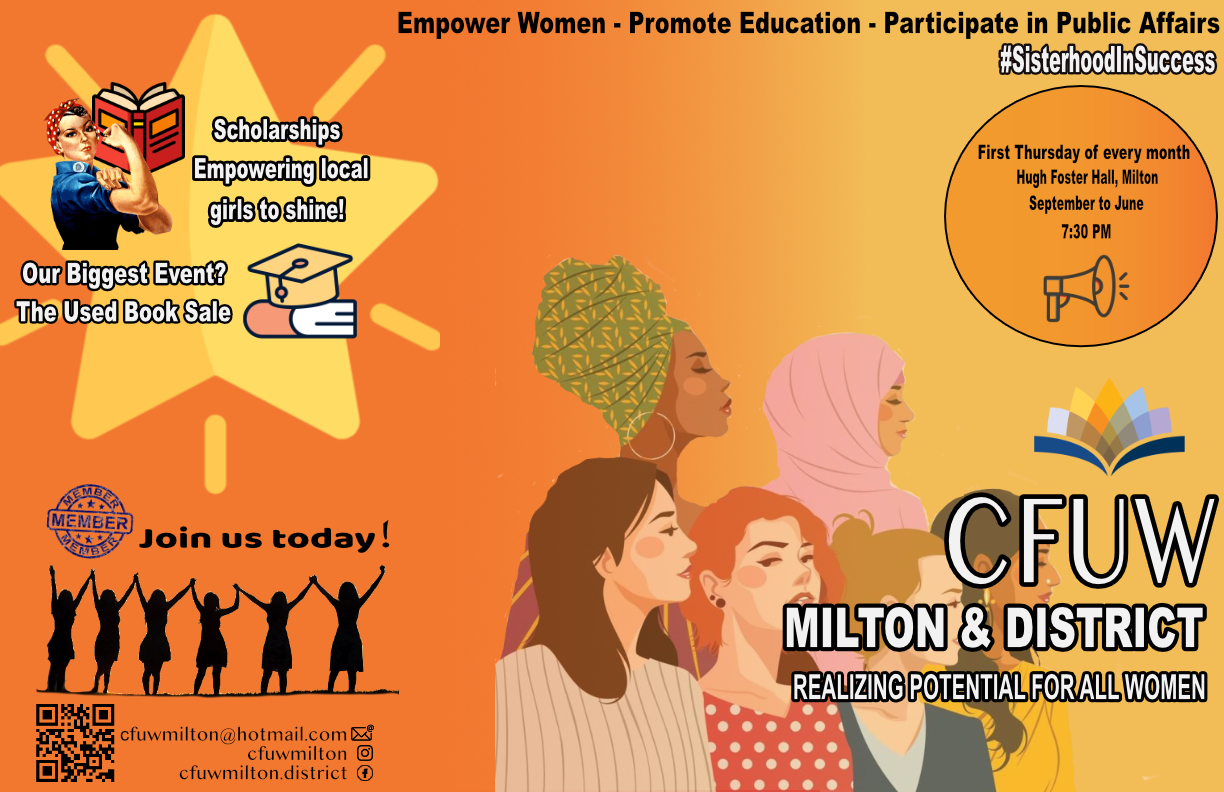 Empower Women - Promote Education - Participate in Public Affairs
#SisterhoodInSuccess
Scholarships
Empowering local
girls to shine!
Our Biggest Event?
The Used Book Sale
First Thursday of every month
Hugh Foster Hall, Milton
September to June
7:30 PM
CFUW
MILTON & DISTRICT
REALIZING POTENTIAL FOR ALL WOMEN
MEMBER
MEMBER
MEMBER
Join us today!
cfuwmilton@hotmail.com
cfuwmilton
cfuwmilton.district